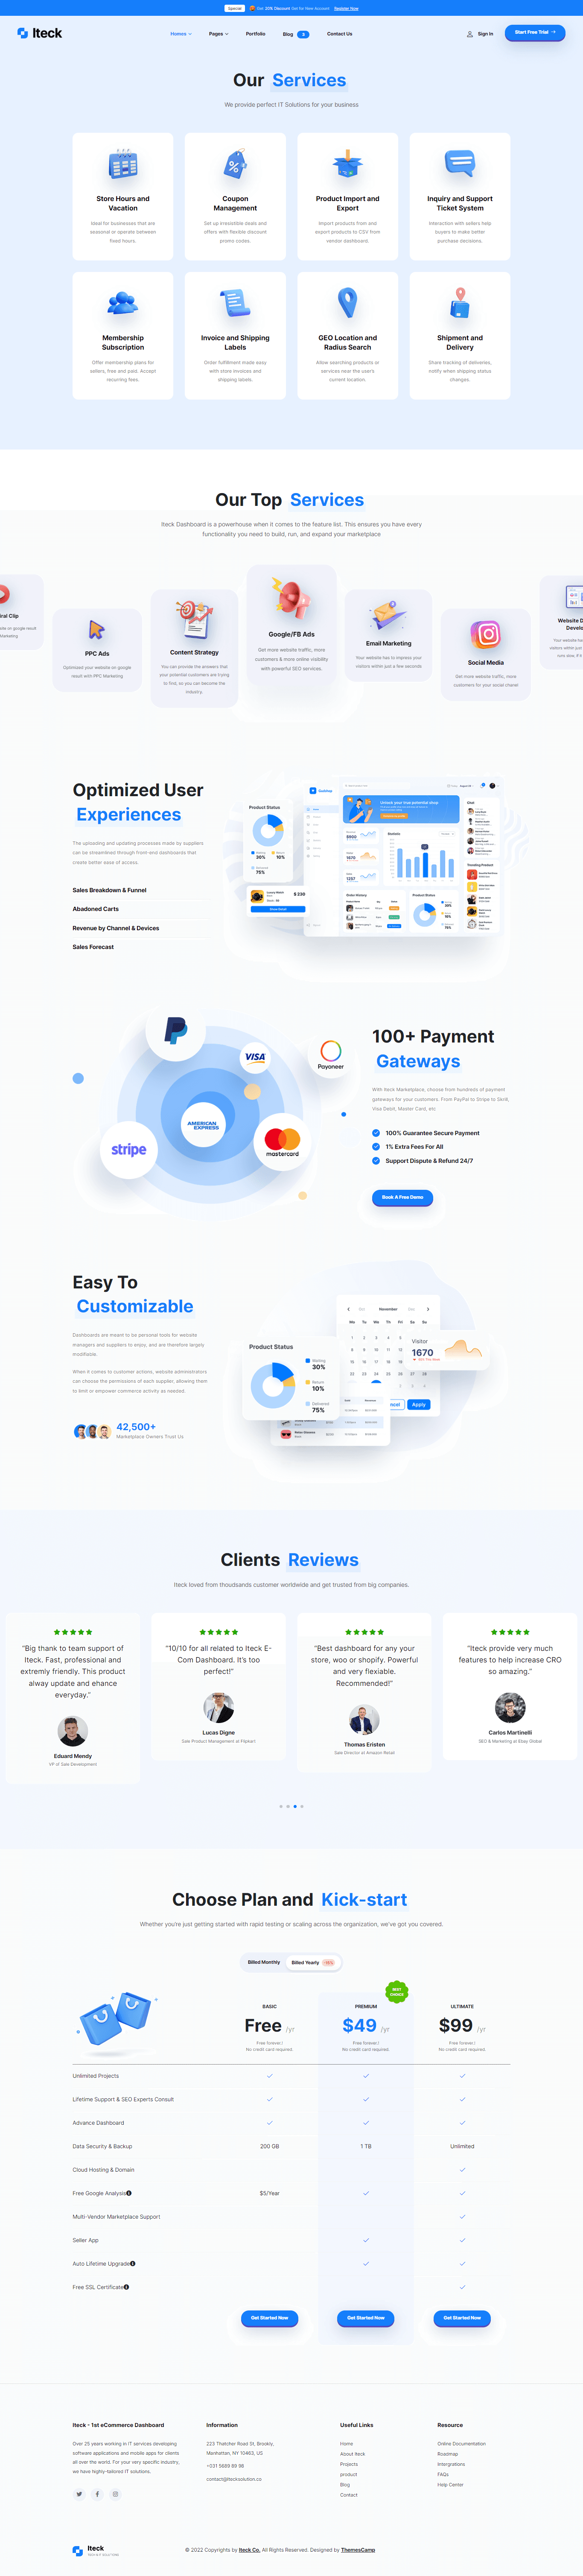 Special Get 20% Discount Get for New Account Register Now
Iteck
Homes
Pages
Portfolio
Blog 3
Contact Us
Sign In
Start Free Trial
Our Services
We provide perfect IT Solutions for your business
Store Hours and
Vacation
Ideal for businesses that are
seasonal or operate between
fixed hours.
Coupon
Management
Set up irresistible deals and
offers with flexible discount
promo codes.
Product Import and
Export
Import products from and
export products to CSV from
vendor dashboard.
Inquiry and Support
Ticket System
Interaction with sellers help
buyers to make better
purchase decisions.
Membership
Subscription
Offer membership plans for
sellers, free and paid. Accept
recurring fees.
Invoice and Shipping
Labels
Order fulfillment made easy
with store invoices and
shipping labels.
GEO Location and
Radius Search
Allow searching products or
services near the user's
current location.
Shipment and
Delivery
Share tracking of deliveries,
notify when shipping status
changes.
Our Top Services
Iteck Dashboard is a powerhouse when it comes to the feature list. This ensures you have every
functionality you need to build, run, and expand your marketplace
PPC Ads
Optimized your website on google
result with PPC Marketing
Content Strategy
You can provide the answers that
your potential customers are trying
to find, so you can become the
industry.
Google/FB Ads
Get more website traffic, more
customers & more online visibility
with powerful SEO services.
Email Marketing
Your website has to impress your
visitors within just a few seconds
Social Media
Get more website traffic, more
customers for your social chanel
Optimized User
Experiences
The uploading and updating processes made by suppliers
can be streamlined through front-end dashboards that
create better ease of access.
Sales Breakdown & Funnel
Abadoned Carts
Revenue by Channel & Devices
Sales Forecast
Product Status
30%
10%
75%
$ 330
Unlock your true potential shop
Statistic
Order History
Product Status
Chat
Trending Product
PayPal
VISA
Payoneer
AMERICAN
EXPRESS
stripe
mastercard
100+ Payment
Gateways
With Iteck Marketplace, choose from hundreds of payment
gateways for your customers. From PayPal to Stripe to Skrill,
Visa Debit, Master Card, etc
100% Guarantee Secure Payment
1% Extra Fees For All
Support Dispute & Refund 24/7
Book A Free Demo
Easy To
Customizable
Dashboards are meant to be personal tools for website
managers and suppliers to enjoy, and are therefore largely
modifiable.
When it comes to customer actions, website administrators
can choose the permissions of each supplier, allowing them
to limit or empower commerce activity as needed.
42,500+
Marketplace Owners Trust Us
Product Status
Waiting
30%
Return
10%
Delivered
75%
November
Visitor
1670
Apply
Clients Reviews
Iteck loved from thoudsands customer worldwide and get trusted from big companies.
“Big thank to team support of
Iteck. Fast, professional and
extremly friendly. This product
alway update and ehance
everyday.”
Eduard Mendy
VP of Sale Development
“10/10 for all related to Iteck E-
Com Dashboard. It's too
perfect!”
Lucas Digne
Sale Product Management at Flipkart
“Best dashboard for any your
store, woo or shopify. Powerful
and very flexiable.
Recommended!”
Thomas Eristen
Sale Director at Amazon Retail
“Iteck provide very much
features to help increase CRO
so amazing.”
Carlos Martinelli
SEO & Marketing at Ebay Global
Choose Plan and Kick-start
Whether you're just getting started with rapid testing or scaling across the organization, we've got you covered.
Billed Monthly
Billed Yearly
BEST
CHOICE
BASIC
Free /yr
Free forever.!
No credit card required.
PREMIUM
$49 /yr
Free forever.!
No credit card required.
ULTIMATE
$99 /yr
Free forever.!
No credit card required.
Unlimited Projects
Lifetime Support & SEO Experts Consult
Advance Dashboard
Data Security & Backup 200 GB 1 TB Unlimited
Cloud Hosting & Domain
Free Google Analysis $5/Year
Multi-Vendor Marketplace Support
Seller App
Auto Lifetime Upgrade
Free SSL Certificate
Get Started Now
Get Started Now
Get Started Now
Iteck - 1st eCommerce Dashboard
Over 25 years working in IT services developing
software applications and mobile apps for clients
all over the world. For your very specific industry,
we have highly-tailored IT solutions.
Information
223 Thatcher Road St, Brookly,
Manhattan, NY 10463, US
+031 5689 89 98
contact@itecksolution.co
Useful Links
Home
About Iteck
Projects
product
Blog
Contact
Resource
Online Documentation
Roadmap
Intergrations
FAQs
Help Center
Iteck
© 2022 Copyrights by Iteck Co. All Rights Reserved. Designed by ThemesCamp